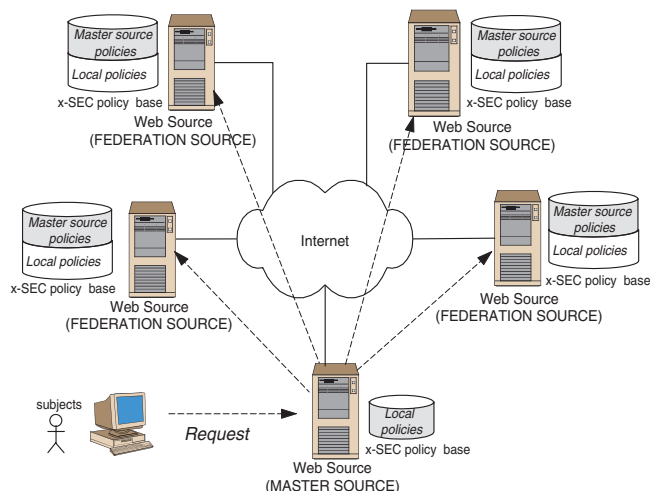 Master source
policies
Local policies
x-SEC policy base
Web Source
(FEDERATION SOURCE)
Master source
policies
Local policies
x-SEC policy base
Web Source
(FEDERATION SOURCE)
Master source
policies
Local policies
x-SEC policy base
Web Source
(FEDERATION SOURCE)
Internet
Master source
policies
Local policies
x-SEC policy base
Web Source
(FEDERATION SOURCE)
subjects
Request
Local
policies
x-SEC policy base
Web Source
(MASTER SOURCE)